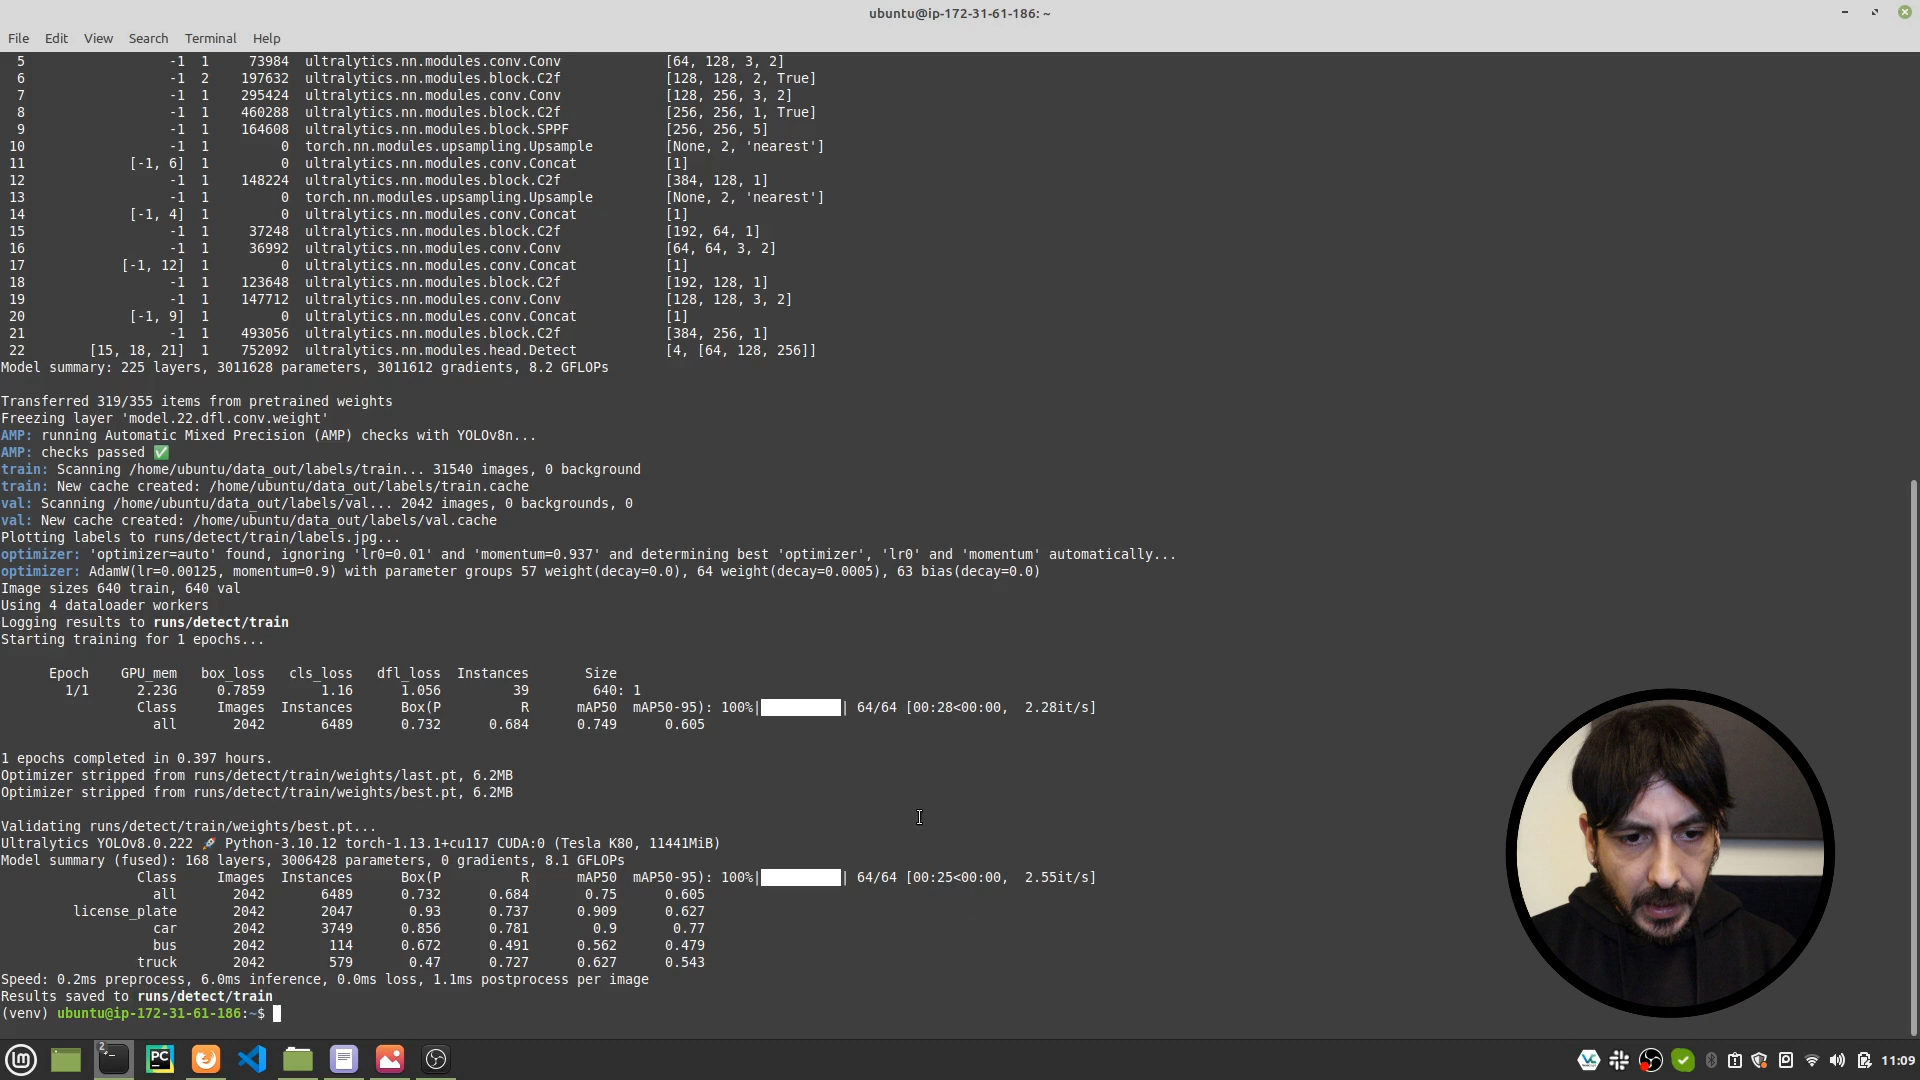 ubuntu@ip-172-31-61-186: ~
File Edit View Search Terminal Help
5 -1 1 73984 ultralytics.nn.modules.conv.Conv [64, 128, 3, 2]
6 -1 2 197632 ultralytics.nn.modules.block.C2f [128, 128, 2, True]
7 -1 1 295424 ultralytics.nn.modules.conv.Conv [128, 256, 3, 2]
8 -1 1 460288 ultralytics.nn.modules.block.C2f [256, 256, 1, True]
9 -1 1 164608 ultralytics.nn.modules.block.SPPF [256, 256, 5]
10 -1 1 0 torch.nn.modules.upsampling.Upsample [None, 2, 'nearest']
11 [-1, 6] 1 0 ultralytics.nn.modules.conv.Concat [1]
12 -1 1 148224 ultralytics.nn.modules.block.C2f [384, 128, 1]
13 -1 1 0 torch.nn.modules.upsampling.Upsample [None, 2, 'nearest']
14 [-1, 4] 1 0 ultralytics.nn.modules.conv.Concat [1]
15 -1 1 37248 ultralytics.nn.modules.block.C2f [192, 64, 1]
16 -1 1 36992 ultralytics.nn.modules.conv.Conv [64, 64, 3, 2]
17 [-1, 12] 1 0 ultralytics.nn.modules.conv.Concat [1]
18 -1 1 123648 ultralytics.nn.modules.block.C2f [192, 128, 1]
19 -1 1 147712 ultralytics.nn.modules.conv.Conv [128, 128, 3, 2]
20 [-1, 9] 1 0 ultralytics.nn.modules.conv.Concat [1]
21 -1 1 493056 ultralytics.nn.modules.block.C2f [384, 256, 1]
22 [15, 18, 21] 1 752092 ultralytics.nn.modules.head.Detect [4, [64, 128, 256]]
Model summary: 225 layers, 3011628 parameters, 3011612 gradients, 8.2 GFLOPs
Transferred 319/355 items from pretrained weights
Freezing layer 'model.22.dfl.conv.weight'
AMP: running Automatic Mixed Precision (AMP) checks with YOLOv8n...
AMP: checks passed ✅
train: Scanning /home/ubuntu/data_out/labels/train... 31540 images, 0 background
train: New cache created: /home/ubuntu/data_out/labels/train.cache
val: Scanning /home/ubuntu/data_out/labels/val... 2042 images, 0 backgrounds, 0
val: New cache created: /home/ubuntu/data_out/labels/val.cache
Plotting labels to runs/detect/train/labels.jpg...
optimizer: 'optimizer=auto' found, ignoring 'lr0=0.01' and 'momentum=0.937' and determining best 'optimizer', 'lr0' and 'momentum' automatically...
optimizer: AdamW(lr=0.00125, momentum=0.9) with parameter groups 57 weight(decay=0.0), 64 weight(decay=0.0005), 63 bias(decay=0.0)
Image sizes 640 train, 640 val
Using 4 dataloader workers
Logging results to runs/detect/train
Starting training for 1 epochs...
Epoch GPU_mem box_loss cls_loss dfl_loss Instances Size
1/1 2.23G 0.7859 1.16 1.056 39 640: 1
Class Images Instances Box(P R mAP50 mAP50-95): 100%| | 64/64 [00:28<00:00, 2.28it/s]
all 2042 6489 0.732 0.684 0.749 0.605
1 epochs completed in 0.397 hours.
Optimizer stripped from runs/detect/train/weights/last.pt, 6.2MB
Optimizer stripped from runs/detect/train/weights/best.pt, 6.2MB
Validating runs/detect/train/weights/best.pt...
Ultralytics YOLOv8.0.222 🚀 Python-3.10.12 torch-1.13.1+cu117 CUDA:0 (Tesla K80, 11441MiB)
Model summary (fused): 168 layers, 3006428 parameters, 0 gradients, 8.1 GFLOPs
Class Images Instances Box(P R mAP50 mAP50-95): 100%| | 64/64 [00:25<00:00, 2.55it/s]
all 2042 6489 0.732 0.684 0.75 0.605
license_plate 2042 2047 0.93 0.737 0.909 0.627
car 2042 3749 0.856 0.781 0.9 0.77
bus 2042 114 0.672 0.491 0.562 0.479
truck 2042 579 0.47 0.727 0.627 0.543
Speed: 0.2ms preprocess, 6.0ms inference, 0.0ms loss, 1.1ms postprocess per image
Results saved to runs/detect/train
(venv) ubuntu@ip-172-31-61-186:~$
2
PC
11:09